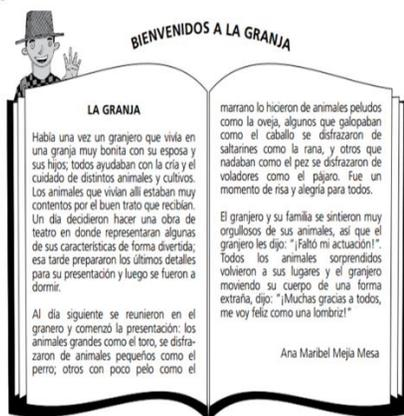 BIENVENIDOS A LA GRANJA
LA GRANJA
Había una vez un granjero que vivía en
una granja muy bonita con su esposa y
sus hijos; todos ayudaban con la cría y el
cuidado de distintos animales y cultivos.
Los animales que vivían allí estaban muy
contentos por el buen trato que recibían.
Un día decidieron hacer una obra de
teatro en donde representaran algunas
de sus características de forma divertida;
esa tarde prepararon los últimos detalles
para su presentación y luego se fueron a
dormir.
Al día siguiente se reunieron en el
granero y comenzó la presentación: los
animales grandes como el toro, se disfra-
zaron de animales pequeños como el
perro; otros con poco pelo como el
marrano lo hicieron de animales peludos
como la oveja, algunos que galopaban
como el caballo se disfrazaron de
saltarines como la rana, y otros que
nadaban como el pez se disfrazaron de
voladores como el pájaro. Fue un
momento de risa y alegría para todos.
El granjero y su familia se sintieron muy
orgullosos de sus animales, así que el
granjero les dijo: "¡Faltó mi actuación!".
Todos los animales sorprendidos
volvieron a sus lugares y el granjero
moviendo su cuerpo de una forma
extraña, dijo: "¡Muchas gracias a todos,
me voy feliz como una lombriz!"
Ana Maribel Mejía Mesa